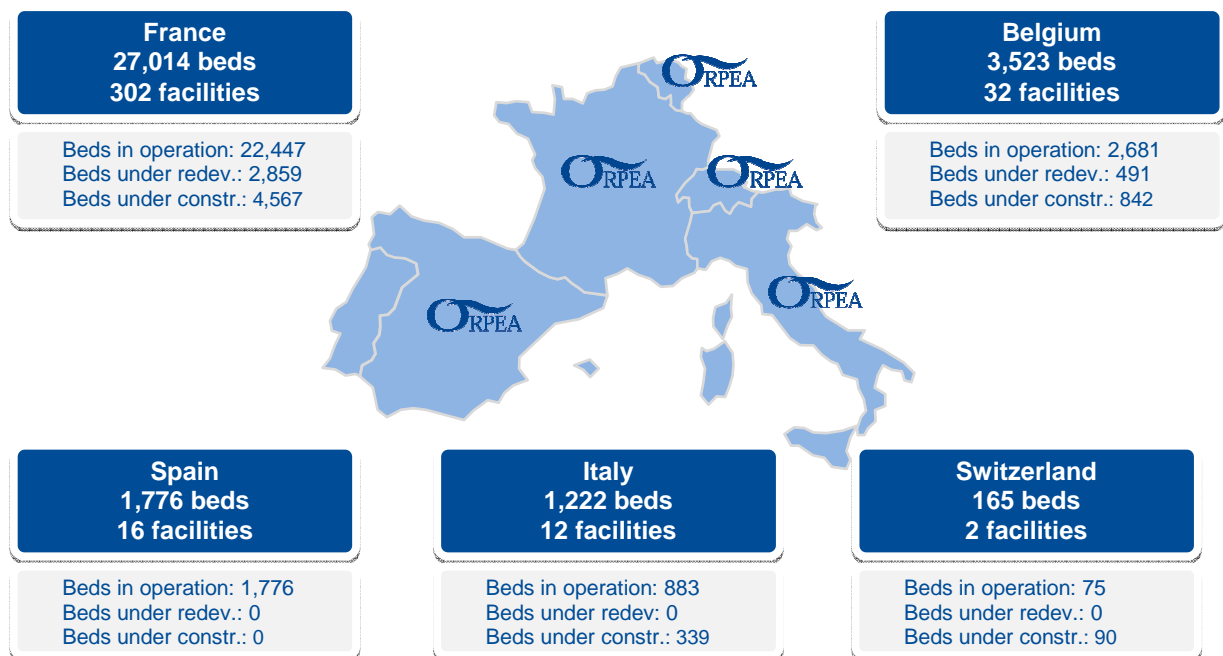 France
27,014 beds
302 facilities
Beds in operation: 22,447
Beds under redev.: 2,859
Beds under constr.: 4,567
Belgium
3,523 beds
32 facilities
Beds in operation: 2,681
Beds under redev.: 491
Beds under constr.: 842
ORPEA
ORPEA
ORPEA
ORPEA
ORPEA
Spain
1,776 beds
16 facilities
Beds in operation: 1,776
Beds under redev.: 0
Beds under constr.: 0
Italy
1,222 beds
12 facilities
Beds in operation: 883
Beds under redev: 0
Beds under constr.: 339
Switzerland
165 beds
2 facilities
Beds in operation: 75
Beds under redev.: 0
Beds under constr.: 90